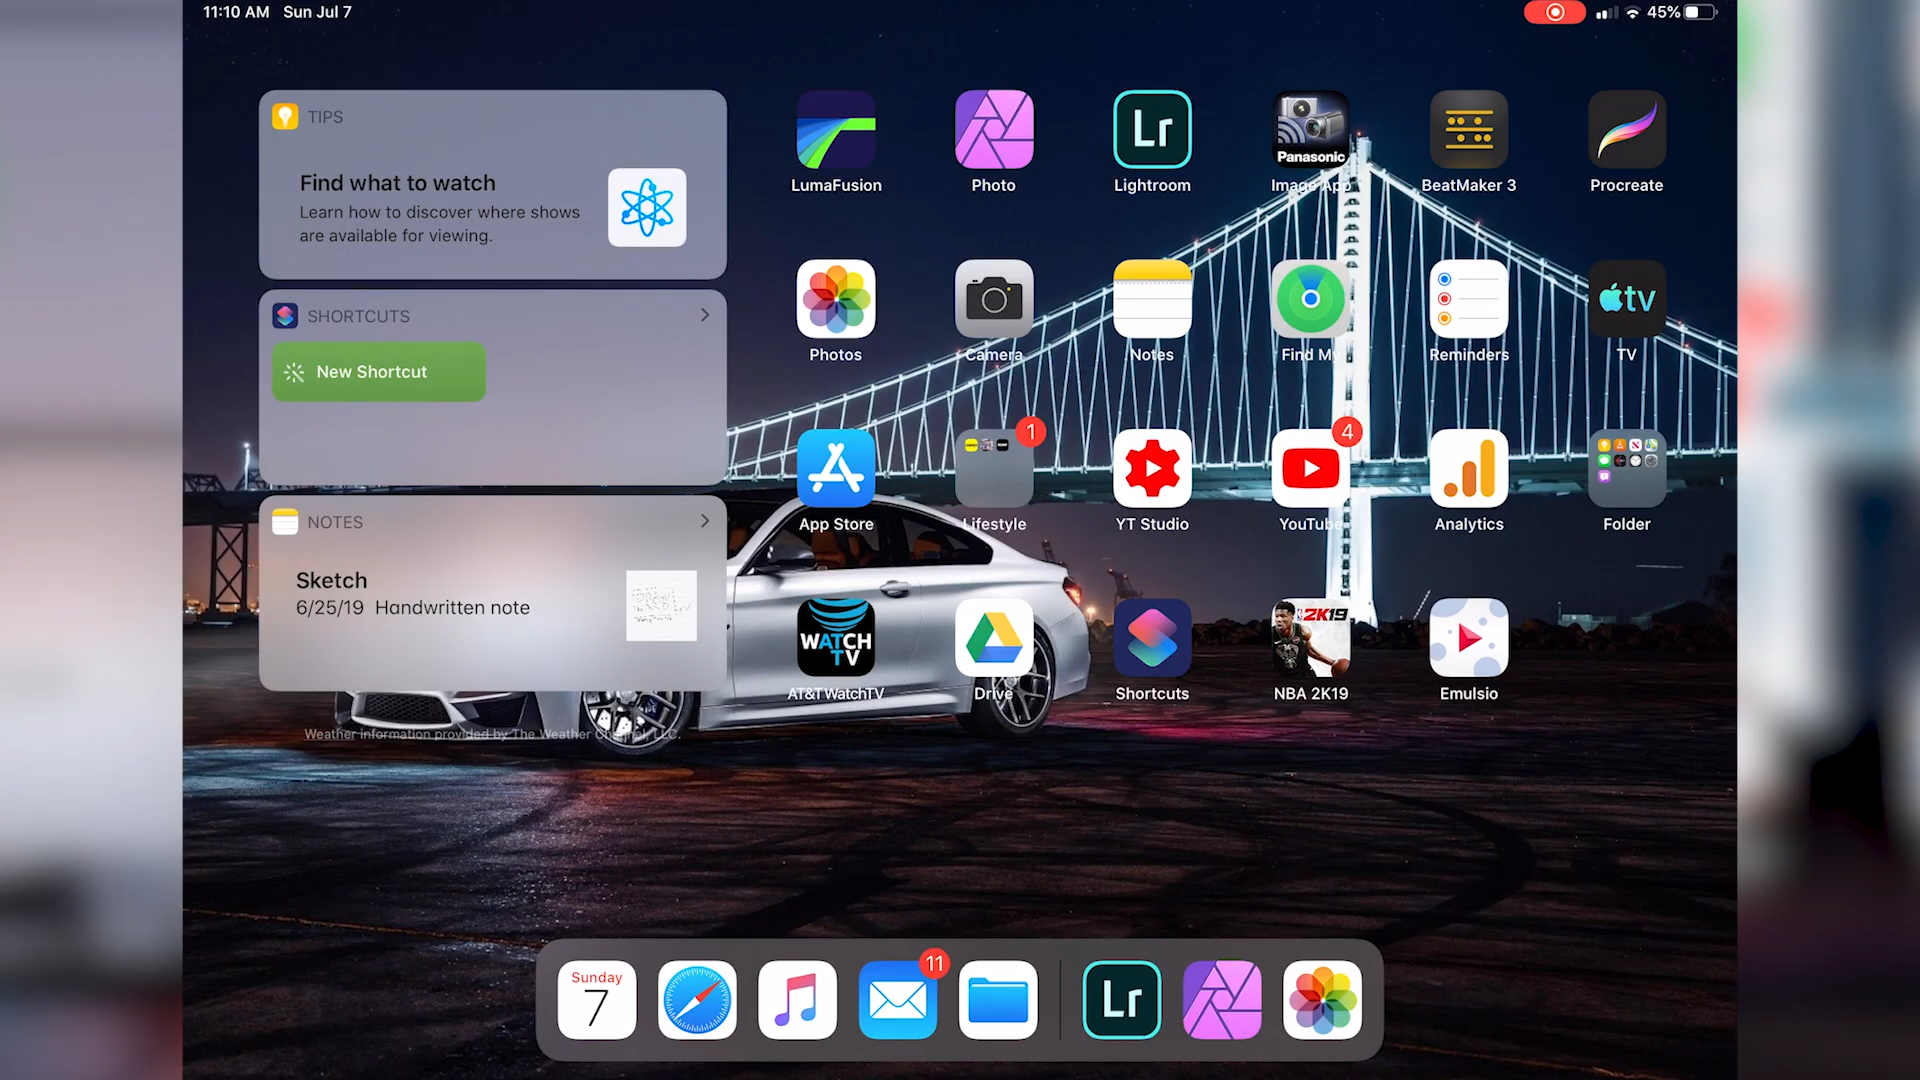 11:10 AM Sun Jul 7
45%
TIPS
Find what to watch
Learn how to discover where shows
are available for viewing.
SHORTCUTS
New Shortcut
NOTES
Sketch
6/25/19 Handwritten note
Weather information provided by The Weather Channel, LLC.
Lr
Panasonic
LumaFusion
Photo
Lightroom
Image App
BeatMaker 3
Procreate
tv
Photos
Camera
Notes
Find My
Reminders
TV
1
4
App Store
Lifestyle
YT Studio
YouTube
Analytics
Folder
WATCH
TV
2K19
AT&T WatchTV
Drive
Shortcuts
NBA 2K19
Emulsio
Sunday
7
11
Lr